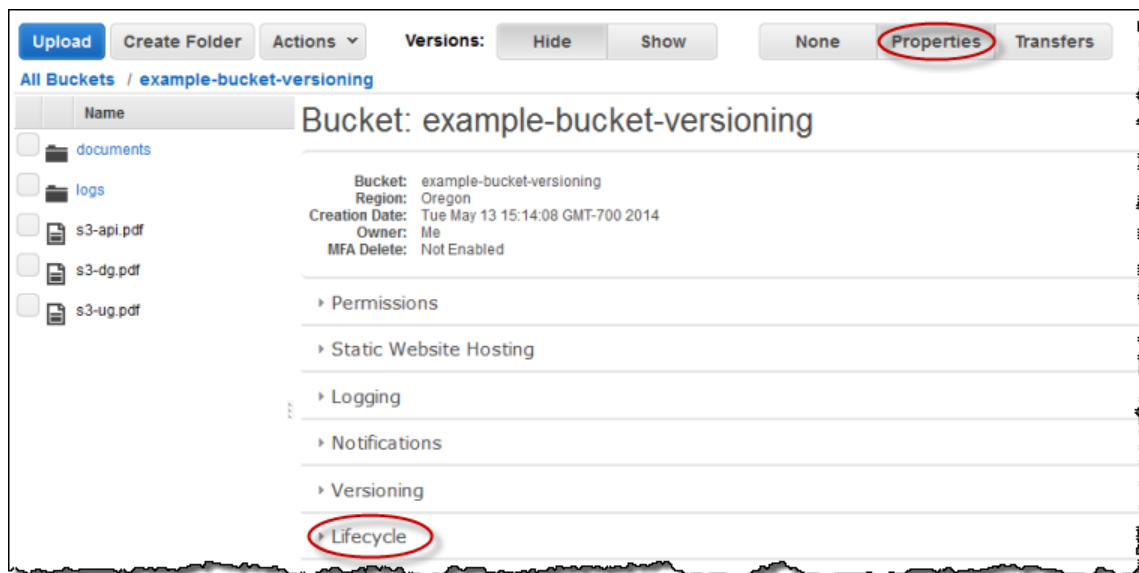 Upload Create Folder Actions Versions: Hide Show None Properties Transfers
All Buckets / example-bucket-versioning
Name
documents
logs
s3-api.pdf
s3-dg.pdf
s3-ug.pdf
Bucket: example-bucket-versioning
Bucket: example-bucket-versioning
Region: Oregon
Creation Date: Tue May 13 15:14:08 GMT-700 2014
Owner: Me
MFA Delete: Not Enabled
Permissions
Static Website Hosting
Logging
Notifications
Versioning
Lifecycle